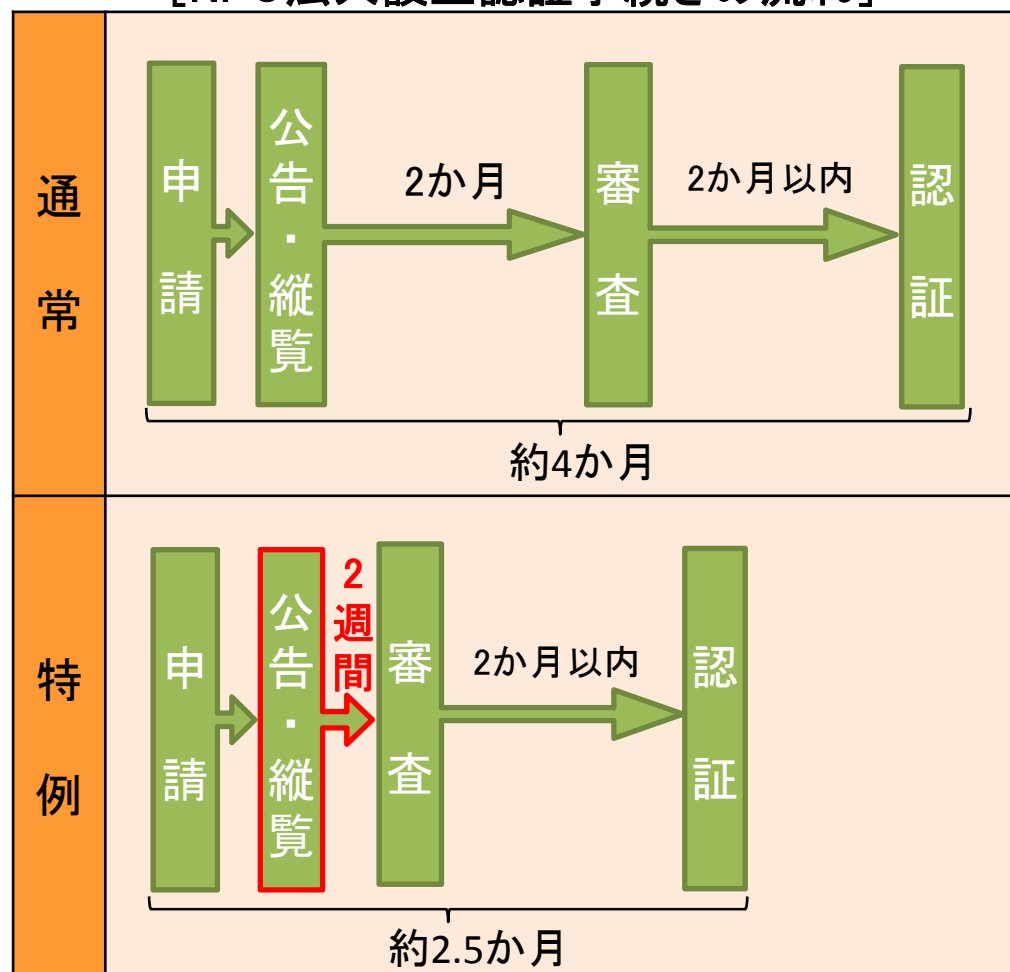 通常
申請
公告・縦覧
2か月
審査
2か月以内
認証
約4か月
特例
申請
公告・縦覧
2週間
審査
2か月以内
認証
約2.5か月